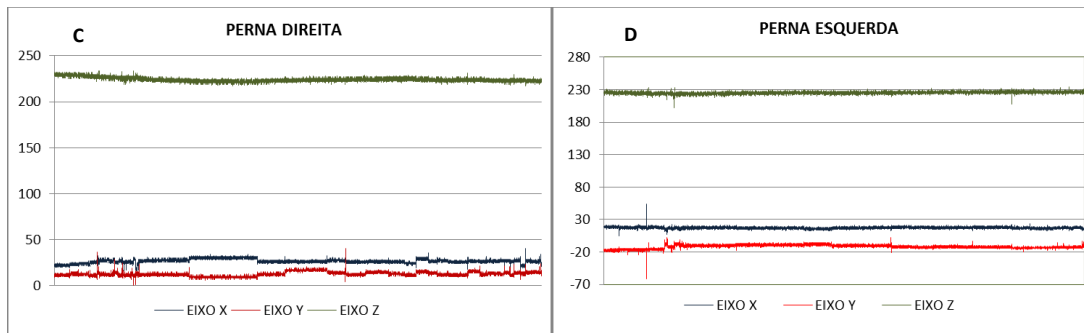 C
PERNA DIREITA
250
200
150
100
50
0
EIXO X
EIXO Y
EIXO Z
D
PERNA ESQUERDA
280
230
180
130
80
30
-20
-70
EIXO X
EIXO Y
EIXO Z